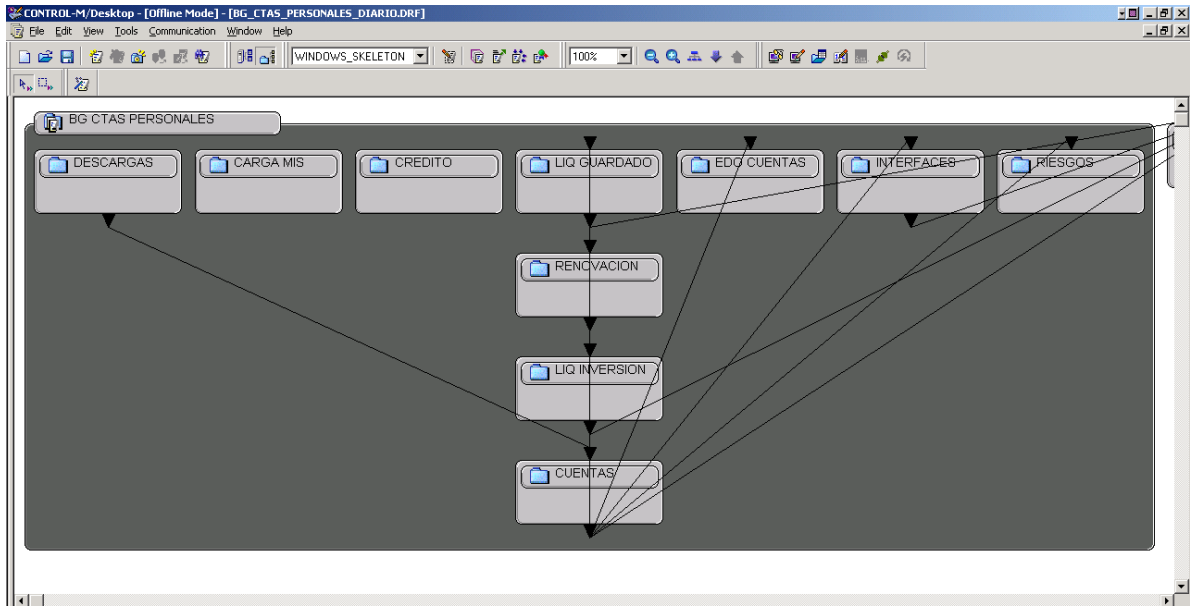 CONTROL-M/Desktop - [Offline Mode] - [BG_CTAS_PERSONALES_DIARIO.DRF]
File Edit View Tools Communication Window Help
WINDOWS_SKELETON 100%
BG CTAS PERSONALES
DESCARGAS CARGA MIS CREDITO LIQ GUARDADO EDO CUENTAS INTERFACES RIESGOS
RENOVACION
LIQ INVERSION
CUENTAS